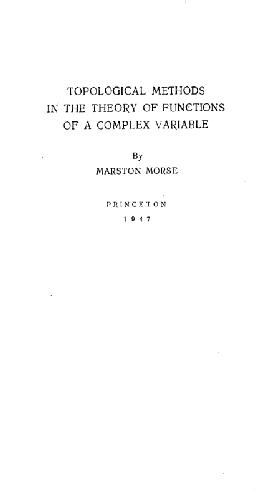 TOPOLOGICAL METHODS
IN THE THEORY OF FUNCTIONS
OF A COMPLEX VARIABLE
By
MARSTON MORSE
PRINCETON
1947